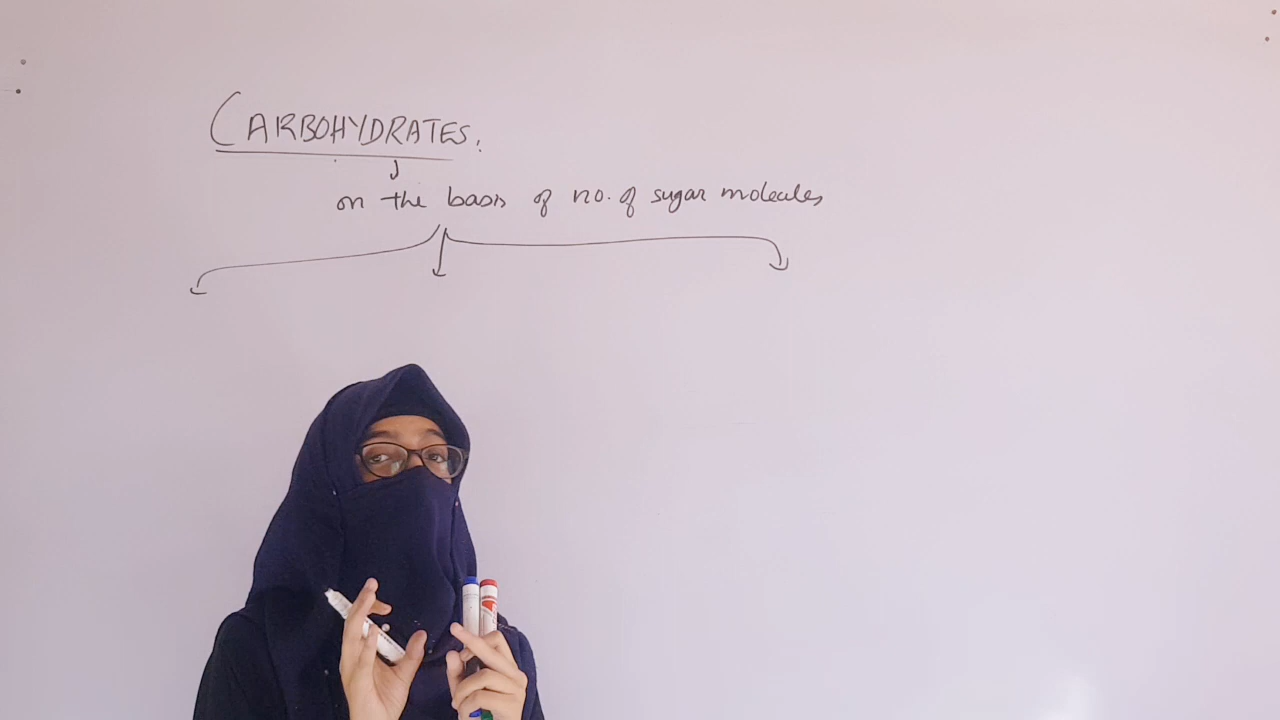 CARBOHYDRATES.
on the basis of no. of sugar molecules